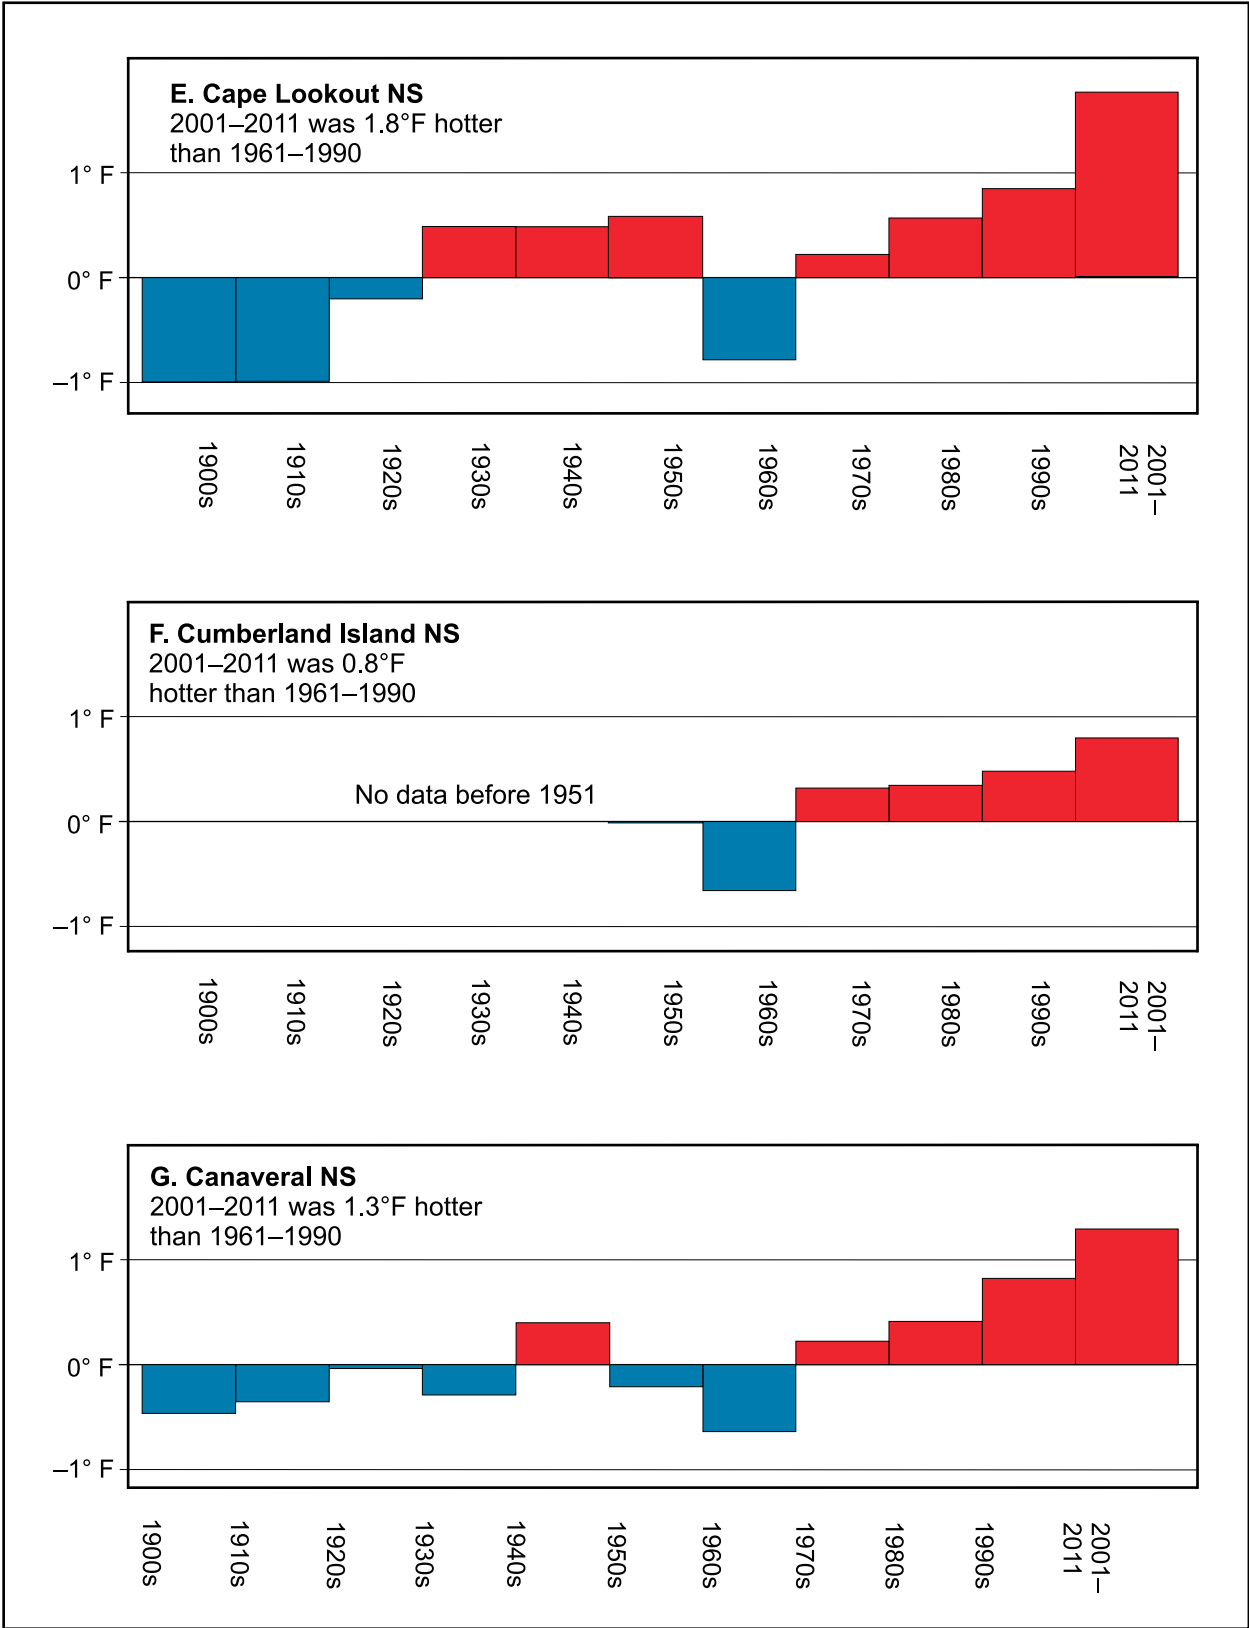 E. Cape Lookout NS
2001–2011 was 1.8°F hotter
than 1961–1990
1° F
0° F
–1° F
1900s
1910s
1920s
1930s
1940s
1950s
1960s
1970s
1980s
1990s
2001–
2011
F. Cumberland Island NS
2001–2011 was 0.8°F
hotter than 1961–1990
1° F
No data before 1951
0° F
–1° F
1900s
1910s
1920s
1930s
1940s
1950s
1960s
1970s
1980s
1990s
2001–
2011
G. Canaveral NS
2001–2011 was 1.3°F hotter
than 1961–1990
1° F
0° F
–1° F
1900s
1910s
1920s
1930s
1940s
1950s
1960s
1970s
1980s
1990s
2001–
2011